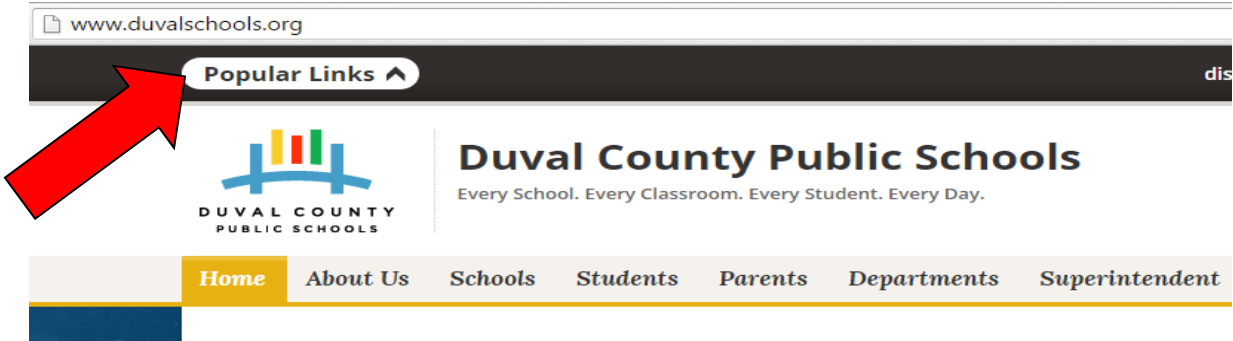 www.duvalschools.org
Popular Links
dis
DUVAL COUNTY
PUBLIC SCHOOLS
Duval County Public Schools
Every School. Every Classroom. Every Student. Every Day.
Home About Us Schools Students Parents Departments Superintendent